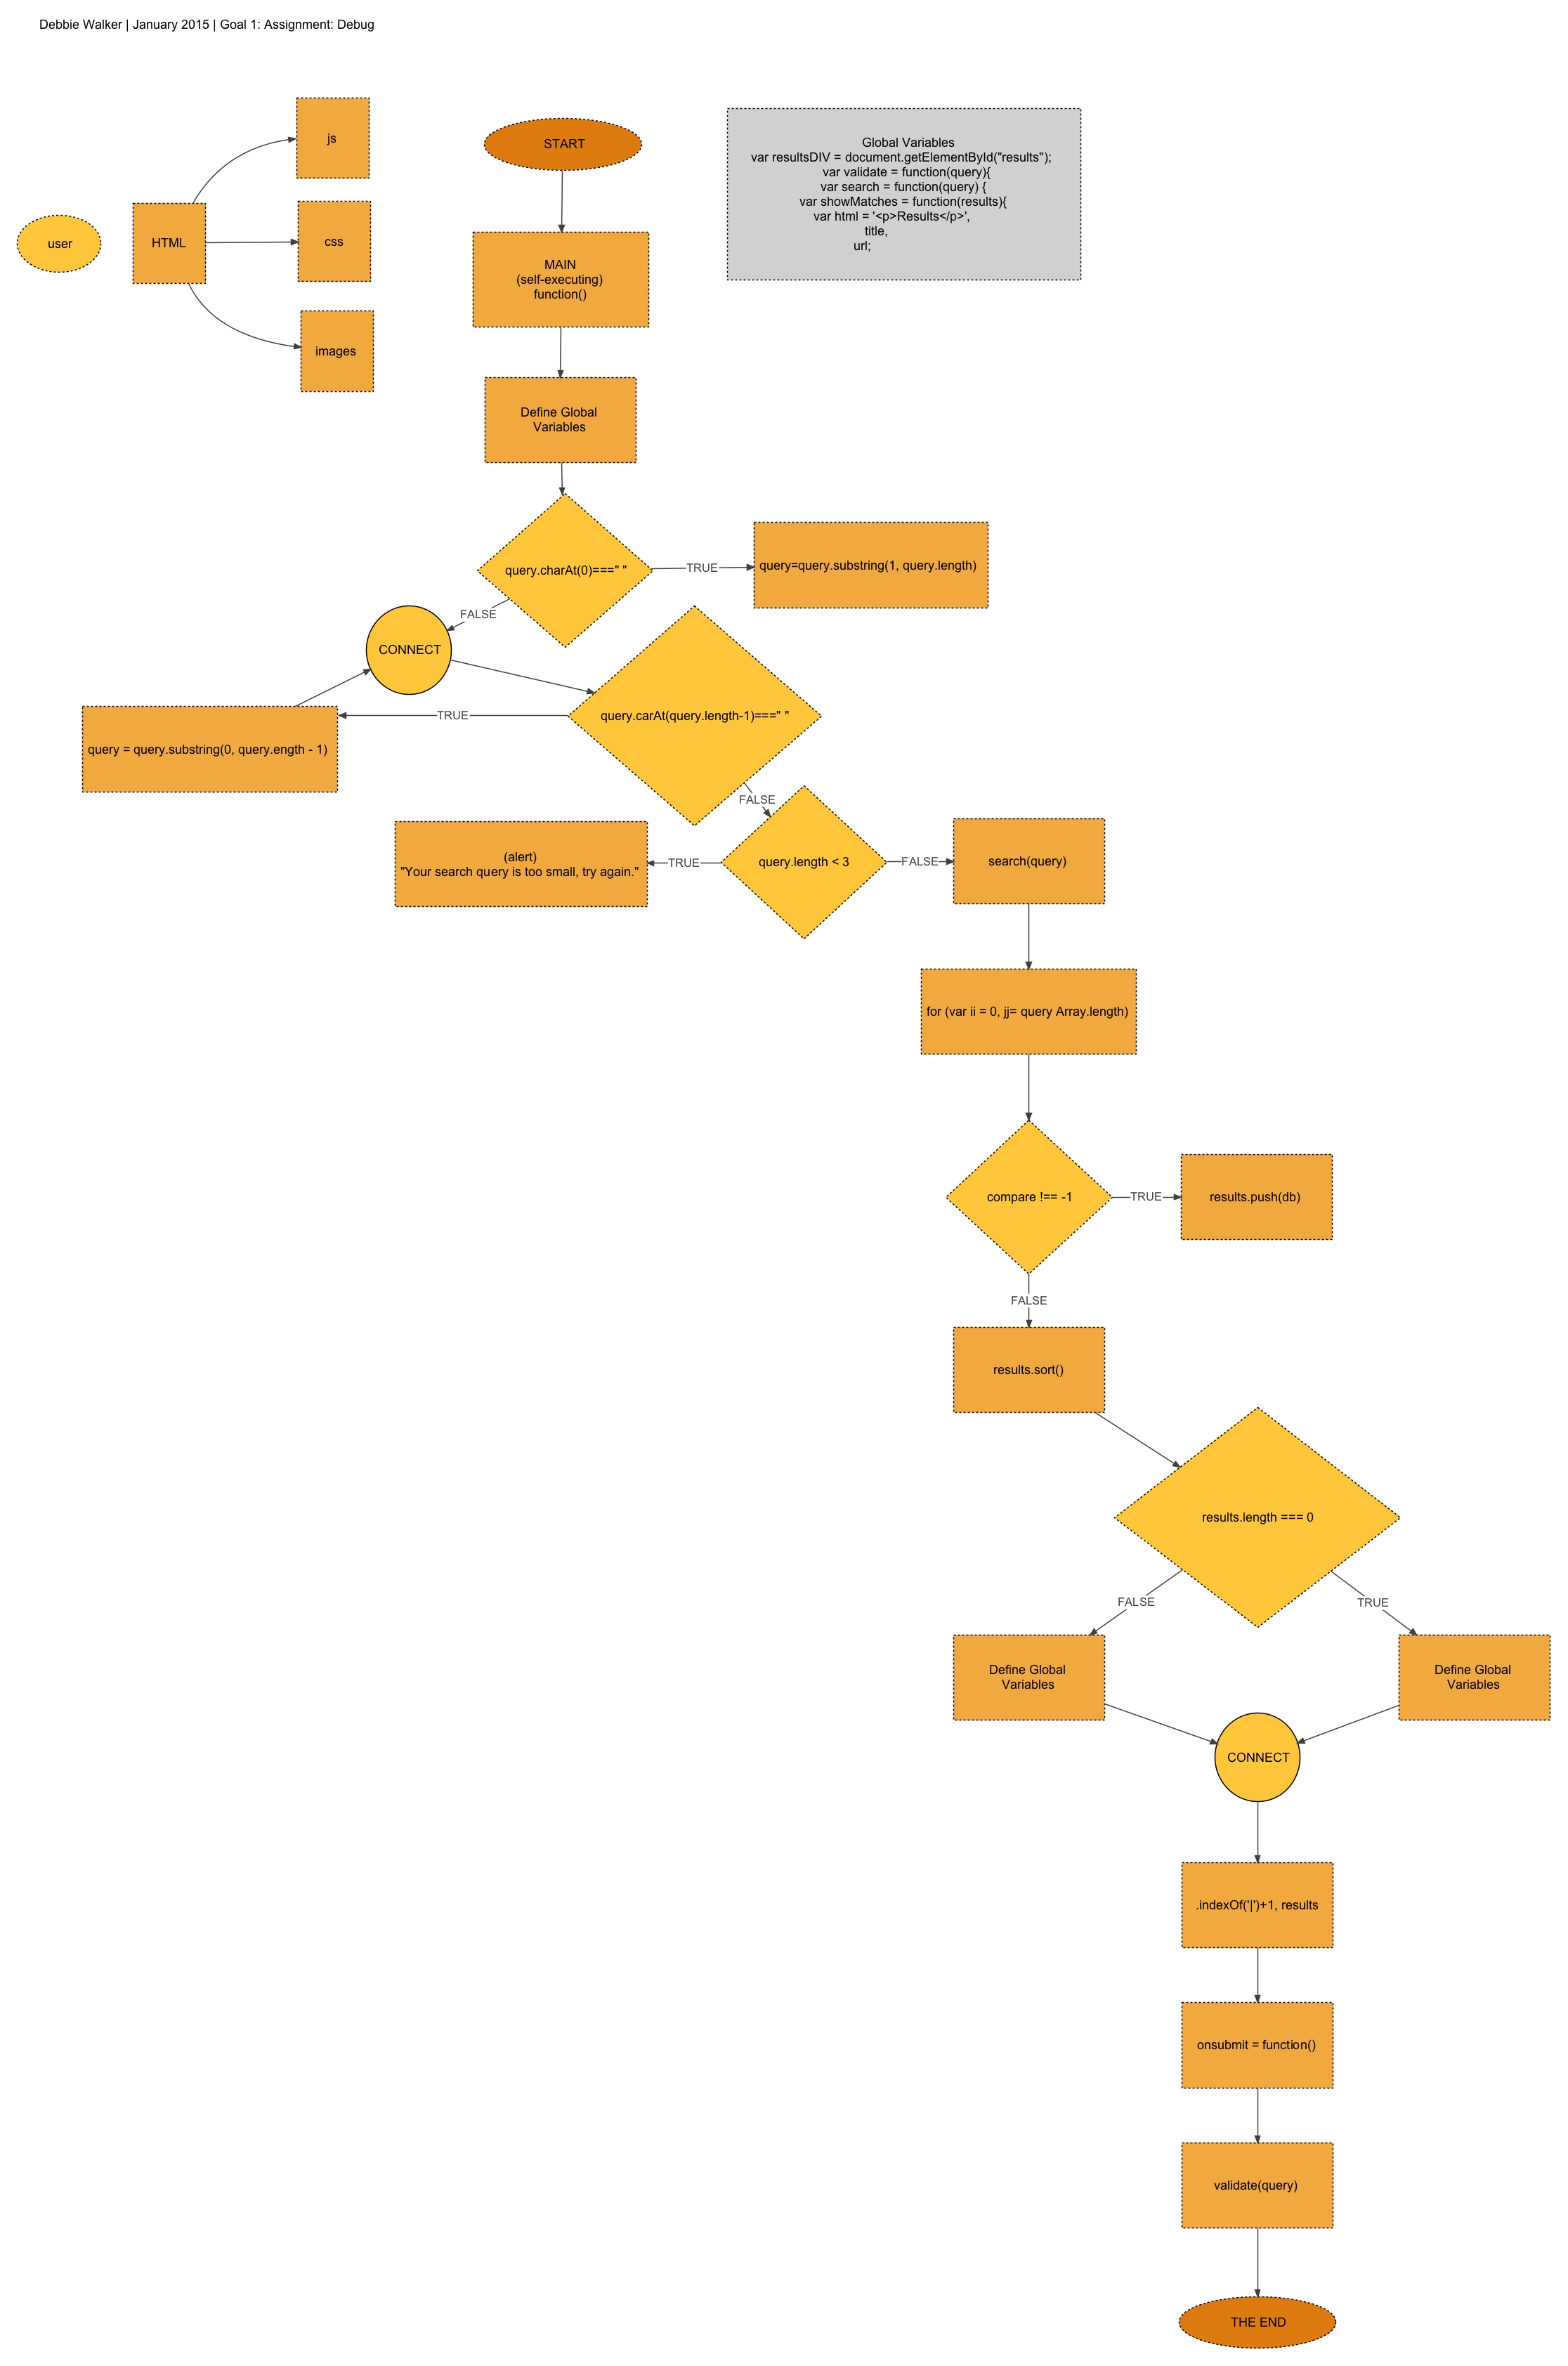 Debbie Walker | January 2015 | Goal 1: Assignment: Debug
js
START
Global Variables
var resultsDIV = document.getElementById("results");
var validate = function(query){
var search = function(query) {
var showMatches = function(results){
var html = '<p>Results</p>',
title,
url;
user
HTML
css
MAIN
(self-executing)
function()
images
Define Global
Variables
query.charAt(0)===" "
TRUE
query=query.substring(1, query.length)
FALSE
CONNECT
query.carAt(query.length-1)===" "
TRUE
query = query.substring(0, query.ength - 1)
FALSE
(alert)
"Your search query is too small, try again."
TRUE
query.length < 3
FALSE
search(query)
for (var ii = 0, jj= query Array.length)
compare !== -1
TRUE
results.push(db)
FALSE
results.sort()
results.length === 0
FALSE
TRUE
Define Global
Variables
Define Global
Variables
CONNECT
.indexOf('|')+1, results
onsubmit = function()
validate(query)
THE END